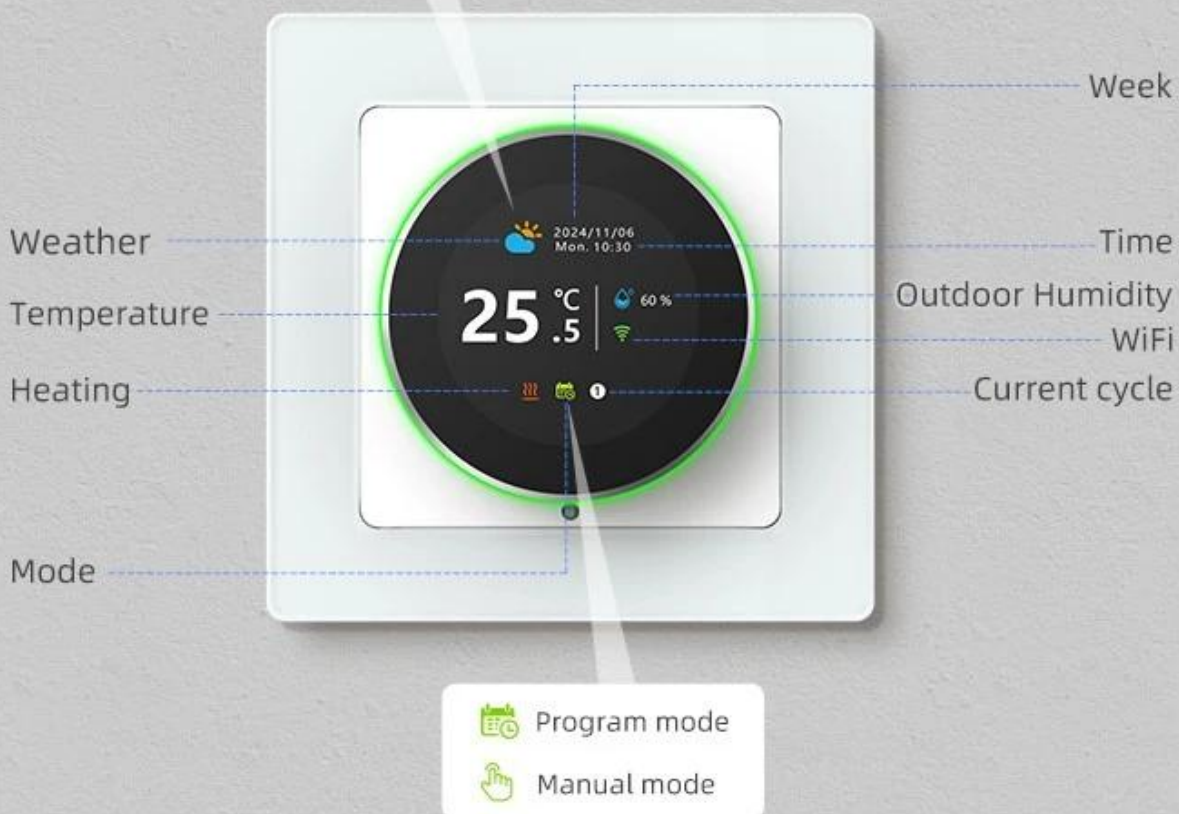 Week
2024/11/06
Mon. 10:30
Weather
Time
Temperature
25.5 °C
60 %
Outdoor Humidity
WiFi
Heating
1
Current cycle
Mode
Program mode
Manual mode